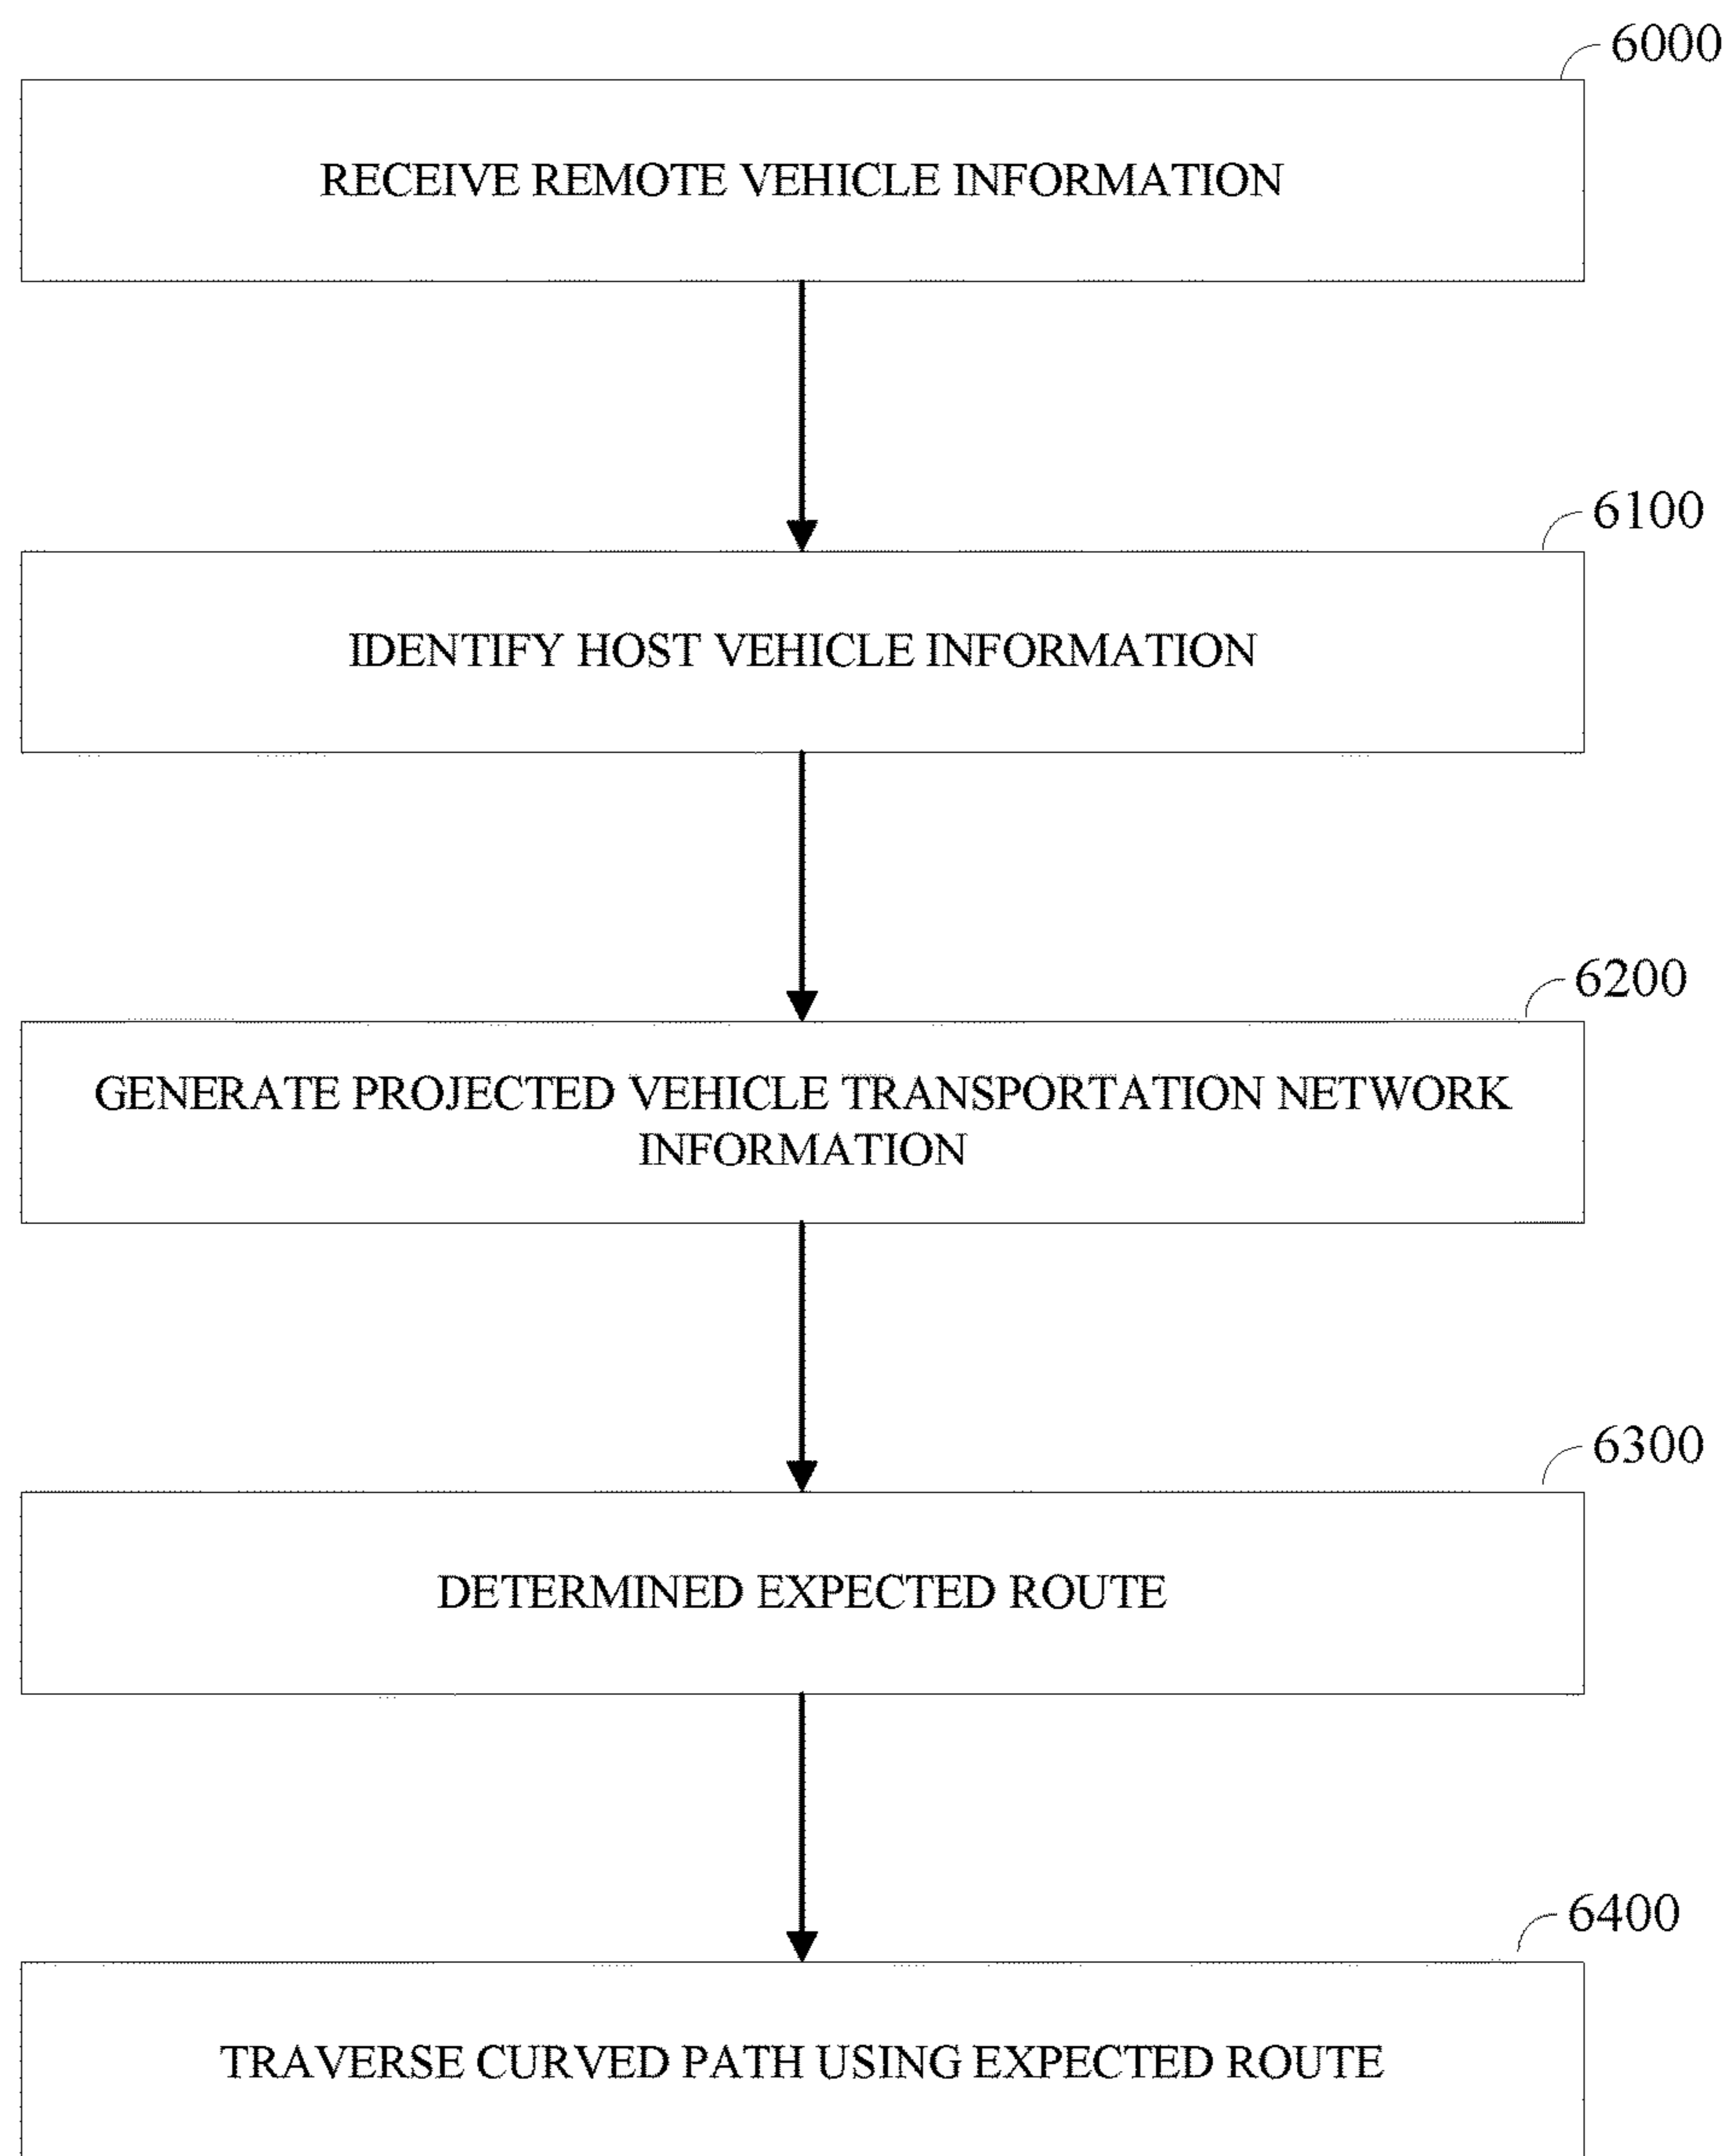 6000
RECEIVE REMOTE VEHICLE INFORMATION
6100
IDENTIFY HOST VEHICLE INFORMATION
6200
GENERATE PROJECTED VEHICLE TRANSPORTATION NETWORK
INFORMATION
6300
DETERMINED EXPECTED ROUTE
6400
TRAVERSE CURVED PATH USING EXPECTED ROUTE